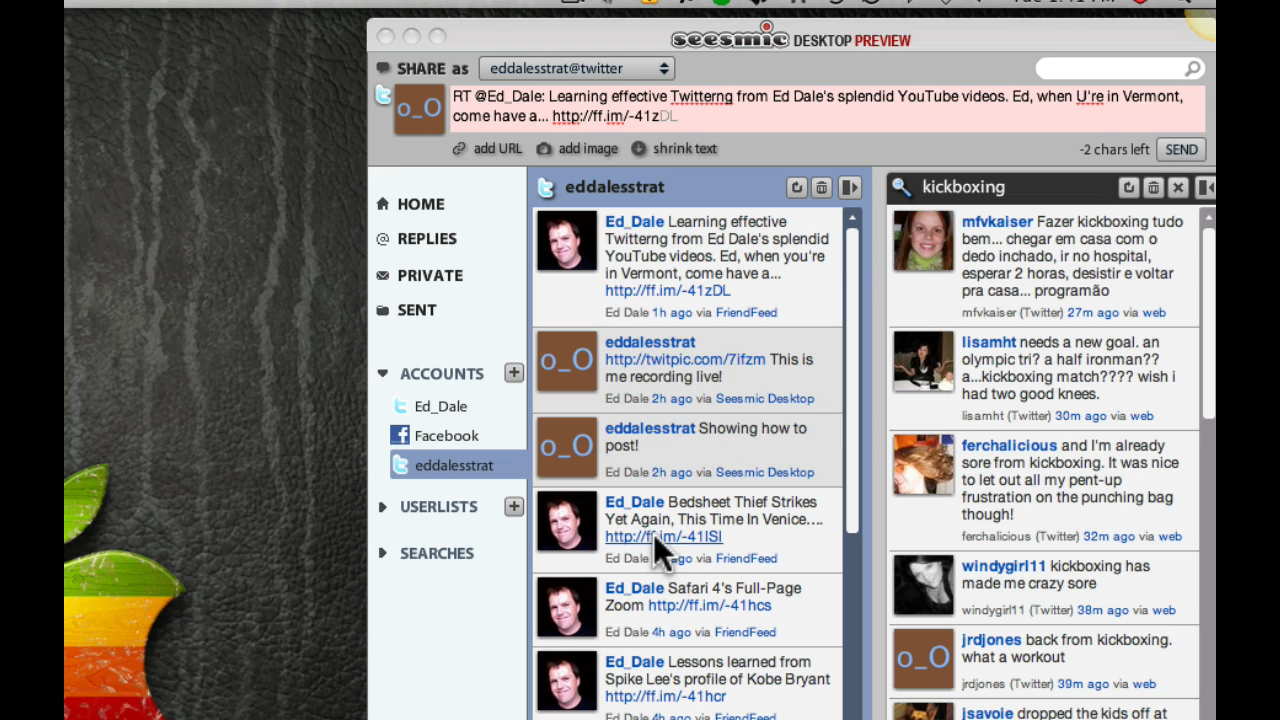 seesmic DESKTOP PREVIEW
SHARE as eddalesstrat@twitter
RT @Ed_Dale: Learning effective Twitterng from Ed Dale's splendid YouTube videos. Ed, when U're in Vermont,
come have a... http://ff.im/-41zDL
add URL add image shrink text -2 chars left SEND
HOME
REPLIES
PRIVATE
SENT
ACCOUNTS
Ed_Dale
Facebook
eddalesstrat
USERLISTS
SEARCHES
eddalesstrat
Ed_Dale Learning effective
Twitterng from Ed Dale's splendid
YouTube videos. Ed, when you're
in Vermont, come have a...
http://ff.im/-41zDL
Ed Dale 1h ago via FriendFeed
o_O
eddalesstrat
http://twitpic.com/7ifzm This is
me recording live!
Ed Dale 2h ago via Seesmic Desktop
o_O
eddalesstrat Showing how to
post!
Ed Dale 2h ago via Seesmic Desktop
Ed_Dale Bedsheet Thief Strikes
Yet Again, This Time In Venice....
Ed Dale ago via FriendFeed
Ed_Dale Safari 4's Full-Page
Zoom http://ff.im/-41hcs
Ed Dale 4h ago via FriendFeed
Ed_Dale Lessons learned from
Spike Lee's profile of Kobe Bryant
http://ff.im/-41hcr
Ed Dale 4h ago via FriendFeed
kickboxing
mfvkaiser Fazer kickboxing tudo
bem... chegar em casa com o
dedo inchado, ir no hospital,
esperar 2 horas, desistir e voltar
pra casa... programão
mfvkaiser (Twitter) 27m ago via web
lisamht needs a new goal. an
olympic tri? a half ironman??
a...kickboxing match???? wish i
had two good knees.
lisamht (Twitter) 30m ago via web
ferchalicious and I'm already
sore from kickboxing. It was nice
to let out all my pent-up
frustration on the punching bag
though!
ferchalicious (Twitter) 32m ago via web
windygirl11 kickboxing has
made me crazy sore
windygirl11 (Twitter) 38m ago via web
o_O
jrdjones back from kickboxing.
what a workout
jrdjones (Twitter) 39m ago via web
jsavoie dropped the kids off at